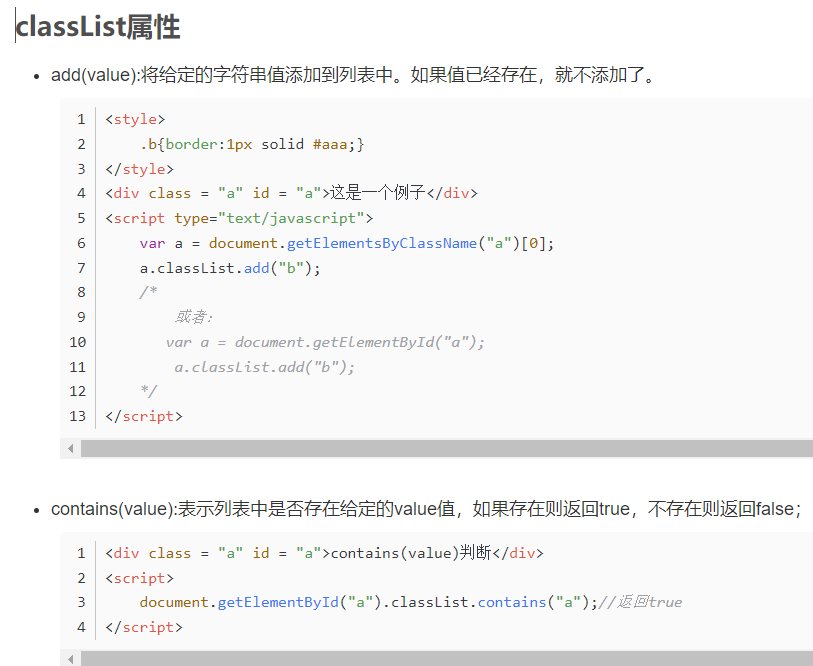 classList属性
add(value):将给定的字符串值添加到列表中。如果值已经存在，就不添加了。
1 <style>
2     .b{border:1px solid #aaa;}
3 </style>
4 <div class = "a" id = "a">这是一个例子</div>
5 <script type="text/javascript">
6     var a = document.getElementsByClassName("a")[0];
7     a.classList.add("b");
8     /*
9         或者:
10        var a = document.getElementById("a");
11         a.classList.add("b");
12     */
13 </script>
contains(value):表示列表中是否存在给定的value值，如果存在则返回true，不存在则返回false；
1 <div class = "a" id = "a">contains(value)判断</div>
2 <script>
3     document.getElementById("a").classList.contains("a");//返回true
4 </script>